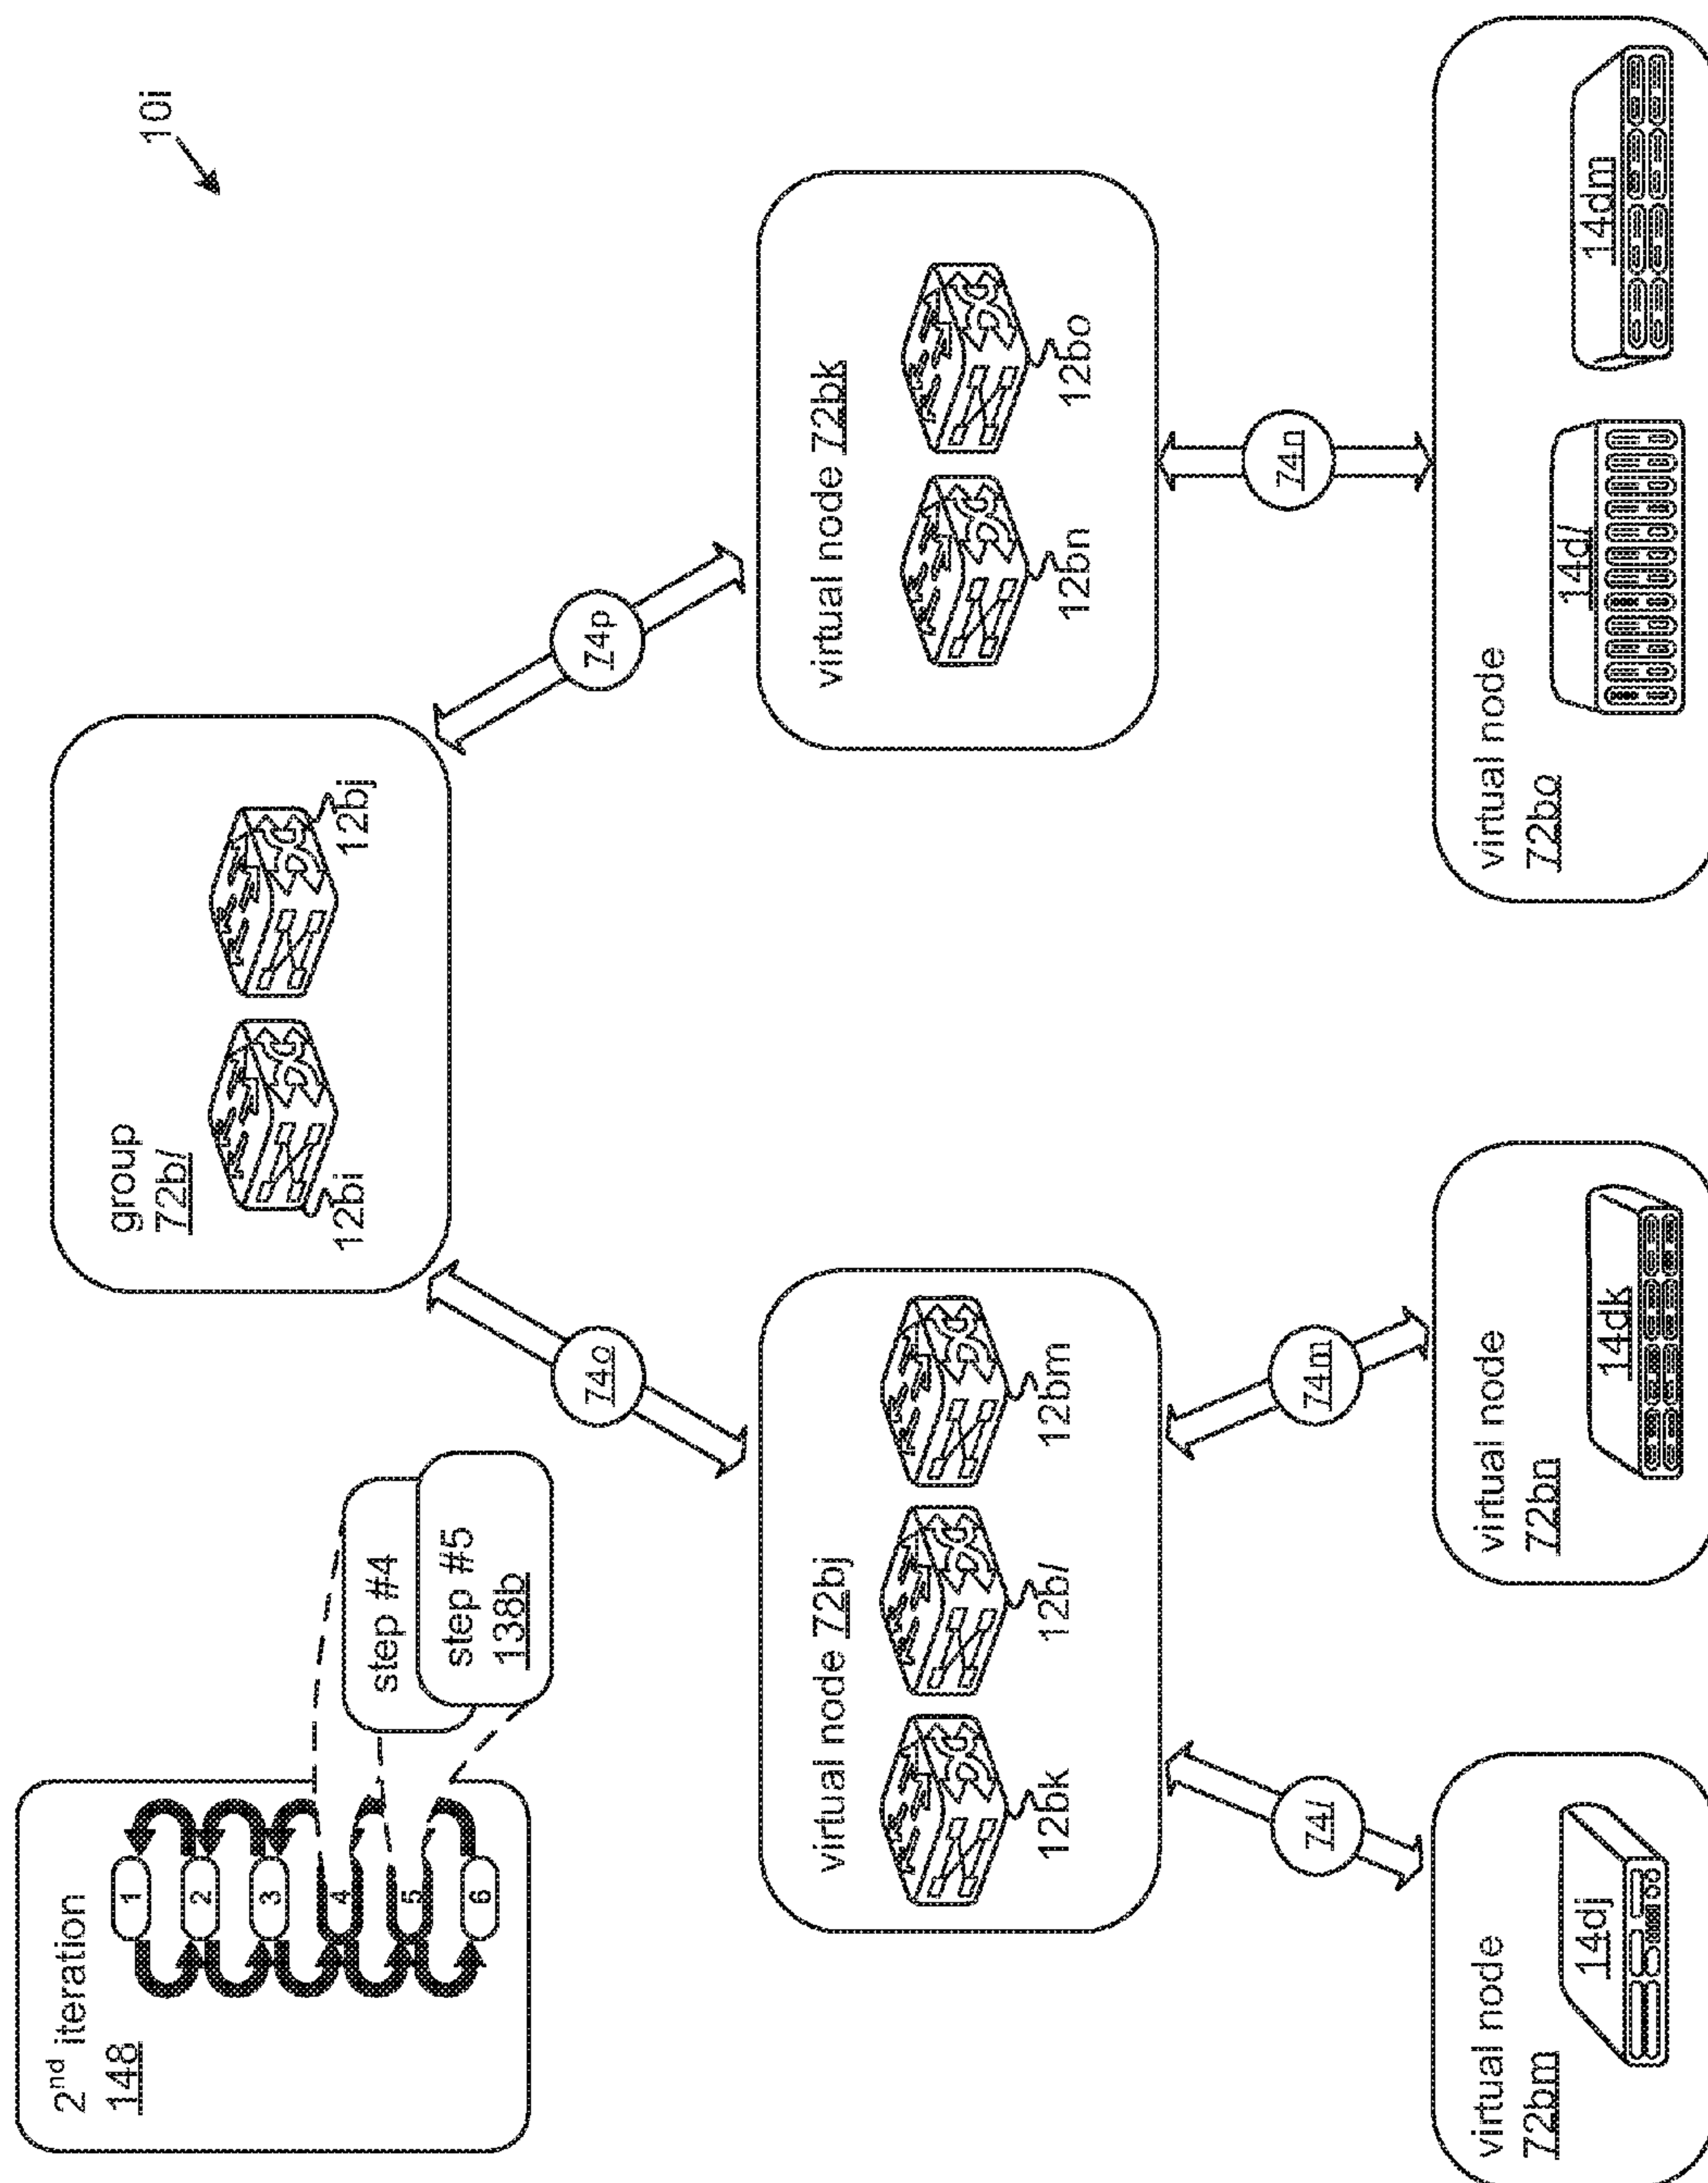 10i
2nd iteration
148
1
2
3
4
5
6
step #4
step #5
138b
group
72bl
12bi
12bj
74o
74p
virtual node 72bj
12bk
12bl
12bm
virtual node 72bk
12bn
12bo
74l
74m
74n
virtual node
72bm
14dj
virtual node
72bn
14dk
virtual node
72bo
14dl
14dm